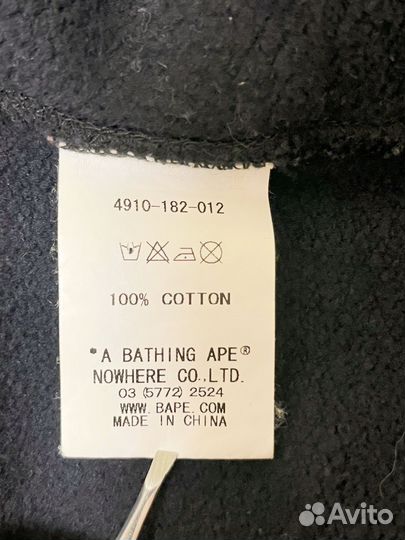 4910-182-012
100% COTTON
"A BATHING APE®
NOWHERE CO.,LTD.
03 (5772) 2524
WWW.BAPE.COM
MADE IN CHINA
Avito